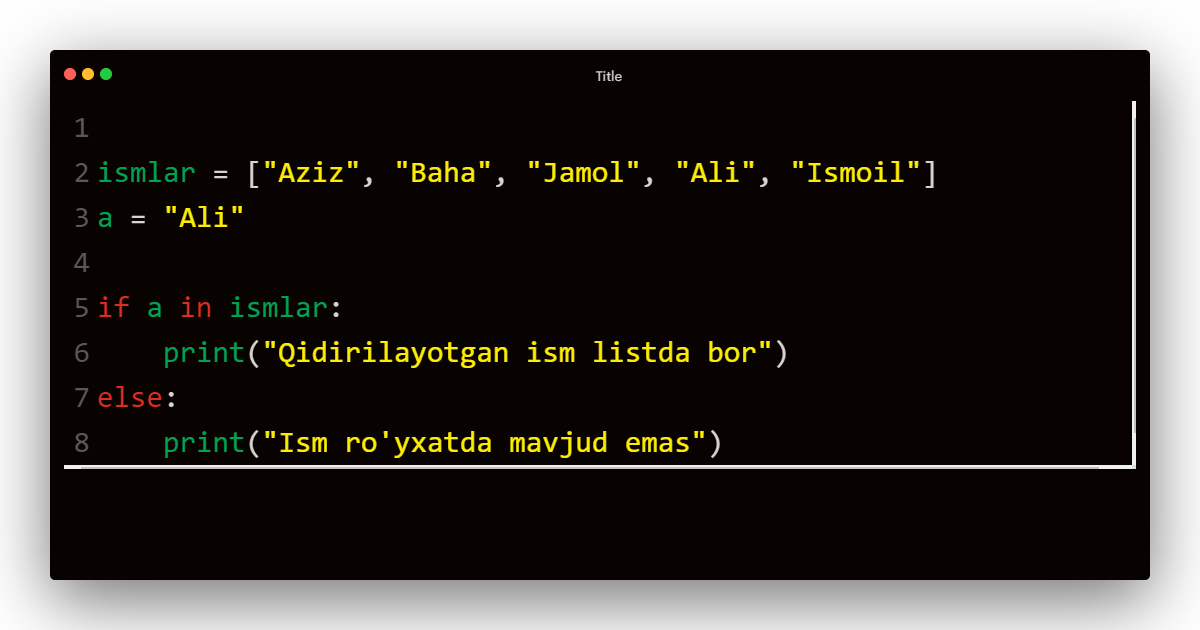 Title
1
2 ismlar = ["Aziz", "Baha", "Jamol", "Ali", "Ismoil"]
3 a = "Ali"
4
5 if a in ismlar:
6     print("Qidirilayotgan ism listda bor")
7 else:
8     print("Ism ro'yxatda mavjud emas")